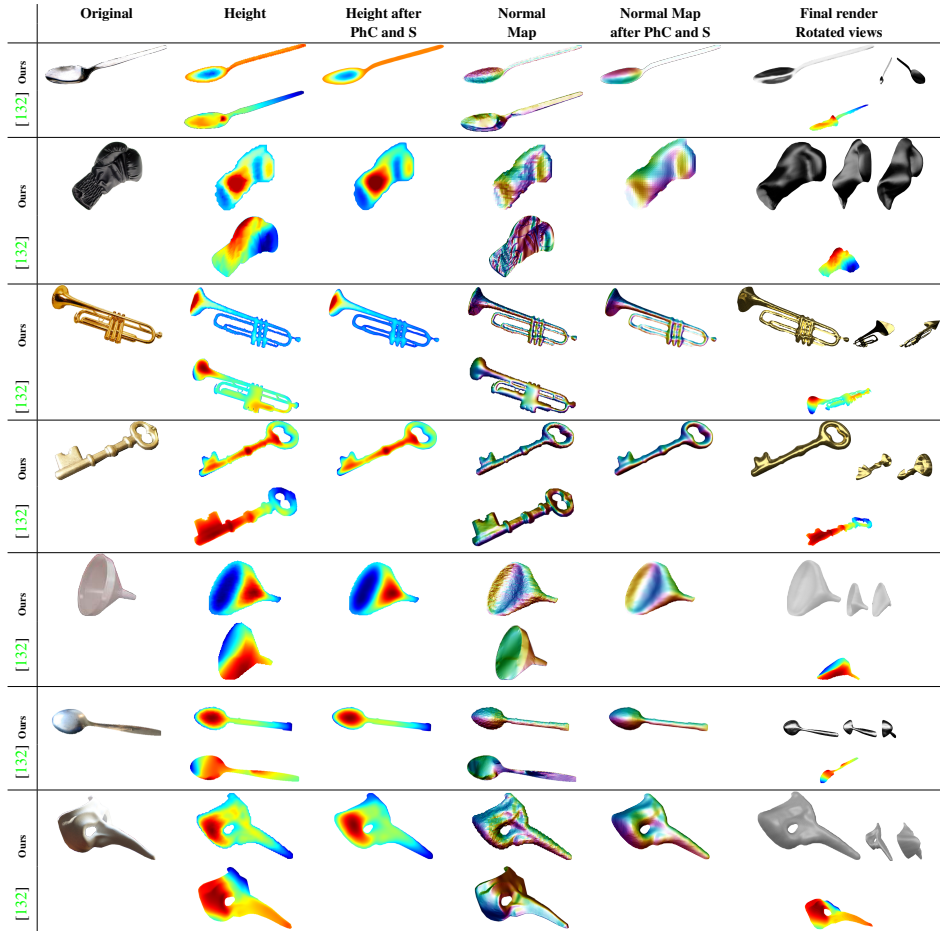 Original Height Height after Normal Normal Map Final render
PhC and S Map after PhC and S Rotated views
Ours
[132]
Ours
[132]
Ours
[132]
Ours
[132]
Ours
[132]
Ours
[132]
Ours
[132]